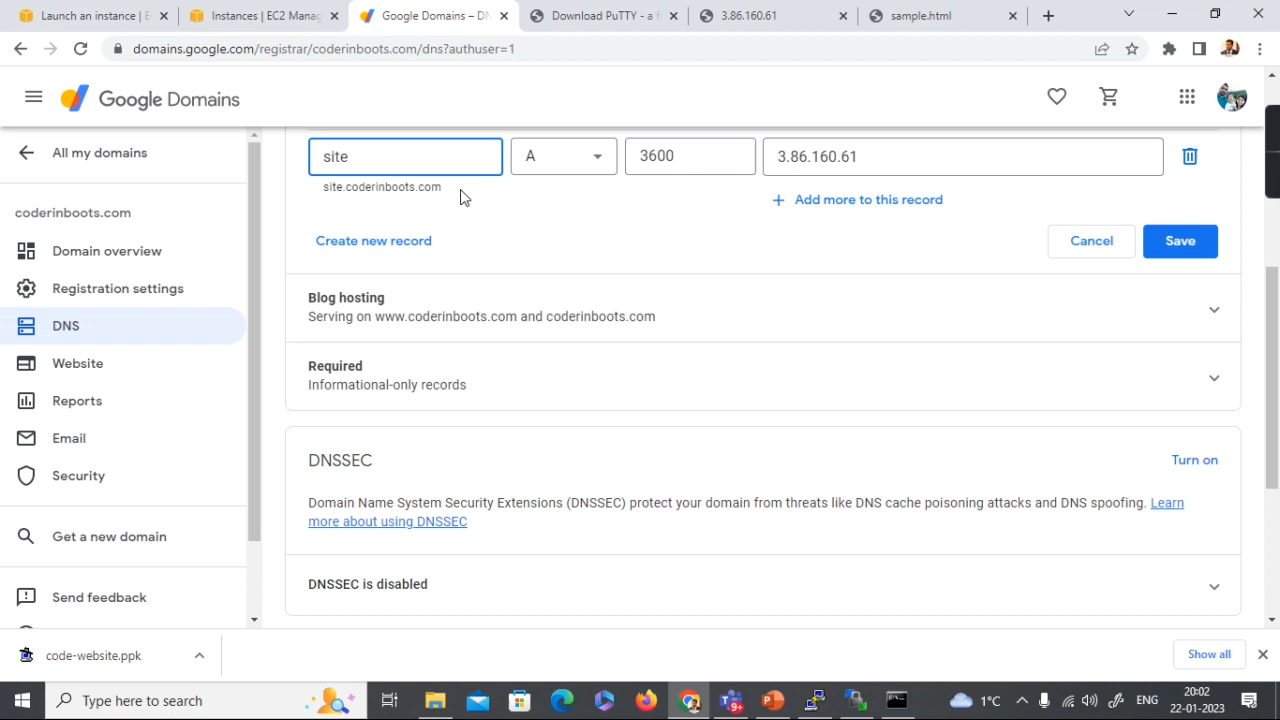 Launch an instance | E
Instances | EC2 Manag
Google Domains – DN
Download PuTTY - a f
3.86.160.61
sample.html
domains.google.com/registrar/coderinboots.com/dns?authuser=1
Google Domains
All my domains
coderinboots.com
Domain overview
Registration settings
DNS
Website
Reports
Email
Security
Get a new domain
Send feedback
site
A
3600
3.86.160.61
site.coderinboots.com
Add more to this record
Create new record
Cancel
Save
Blog hosting
Serving on www.coderinboots.com and coderinboots.com
Required
Informational-only records
DNSSEC
Turn on
Domain Name System Security Extensions (DNSSEC) protect your domain from threats like DNS cache poisoning attacks and DNS spoofing. Learn
more about using DNSSEC
DNSSEC is disabled
code-website.ppk
Show all
Type here to search
1°C
ENG
20:02
22-01-2023